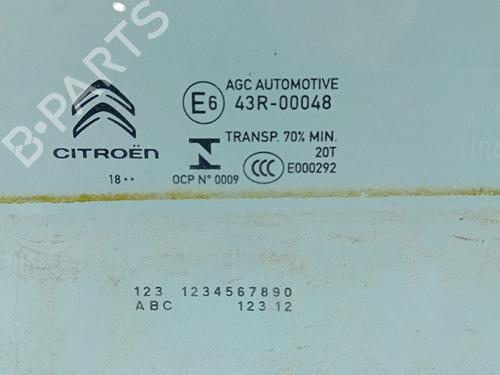 B-PARTS
AGC AUTOMOTIVE
E6 43R-00048
CITROËN
TRANSP. 70% MIN.
20T
18 ••
OCP N° 0009
CCC
E000292
123 1234567890
ABC 123 12